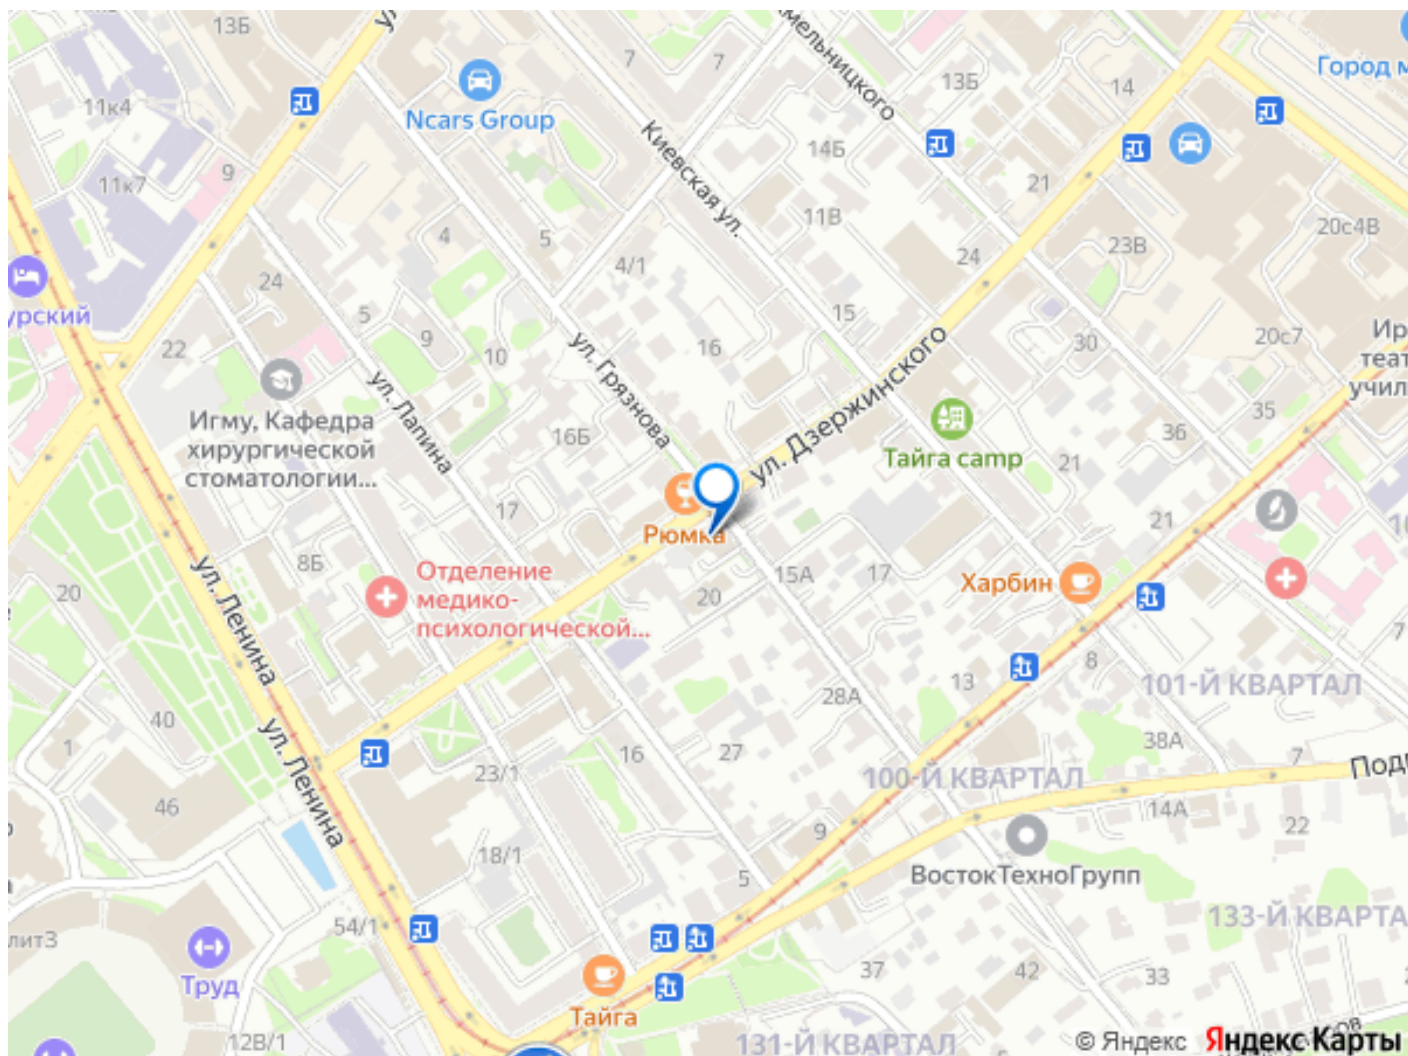 13Б
7
7
13Б
14
Город м
11к4
Ncars Group
Киевская ул.
14Б
11к7
9
21
11В
20с4В
4
5
4/1
24
23В
24
урский
5
15
9
22
10
16
30
20с7
Ир
теат
учил
ул. Грязнова
ул. Дзержинского
ул. Лапина
35
Игму, Кафедра
хирургической
стоматологии...
16Б
36
Тайга camp
21
17
21
Рюмка
8Б
Отделение
медико-
психологической...
20
15А
17
Харбин
20
ул. Ленина
7
8
101-Й КВАРТАЛ
13
28А
40
1
ул. Ленина
16
27
38А
7
Под
23/1
100-Й КВАРТАЛ
46
14А
22
9
18/1
5
ВостокТехноГрупп
133-Й КВАРТА
54/1
лит3
Труд
37
42
33
Тайга
12В/1
131-Й КВАРТАЛ
© Яндекс Яндекс Карты